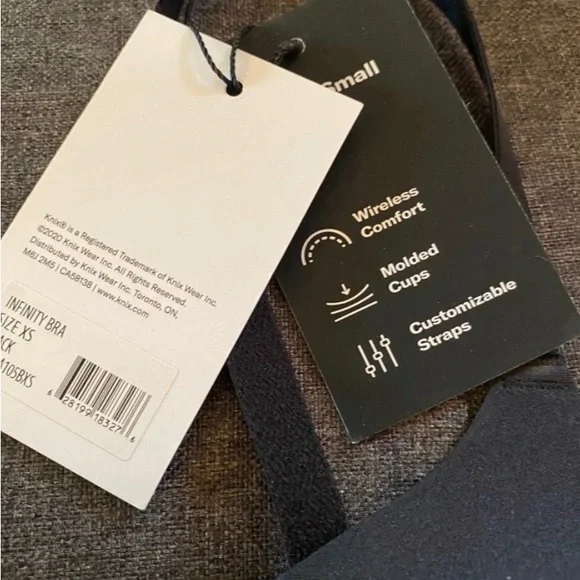 Knix® is a Registered Trademark of Knix Wear Inc.
©2020 Knix Wear Inc. All Rights Reserved.
Distributed by Knix Wear Inc. Toronto, ON,
M6J 2M5 | CA58138 | www.knix.com
INFINITY BRA
SIZE XS
ACK
105BXS
6 28199 18327 6
Small
Wireless
Comfort
Molded
Cups
Customizable
Straps